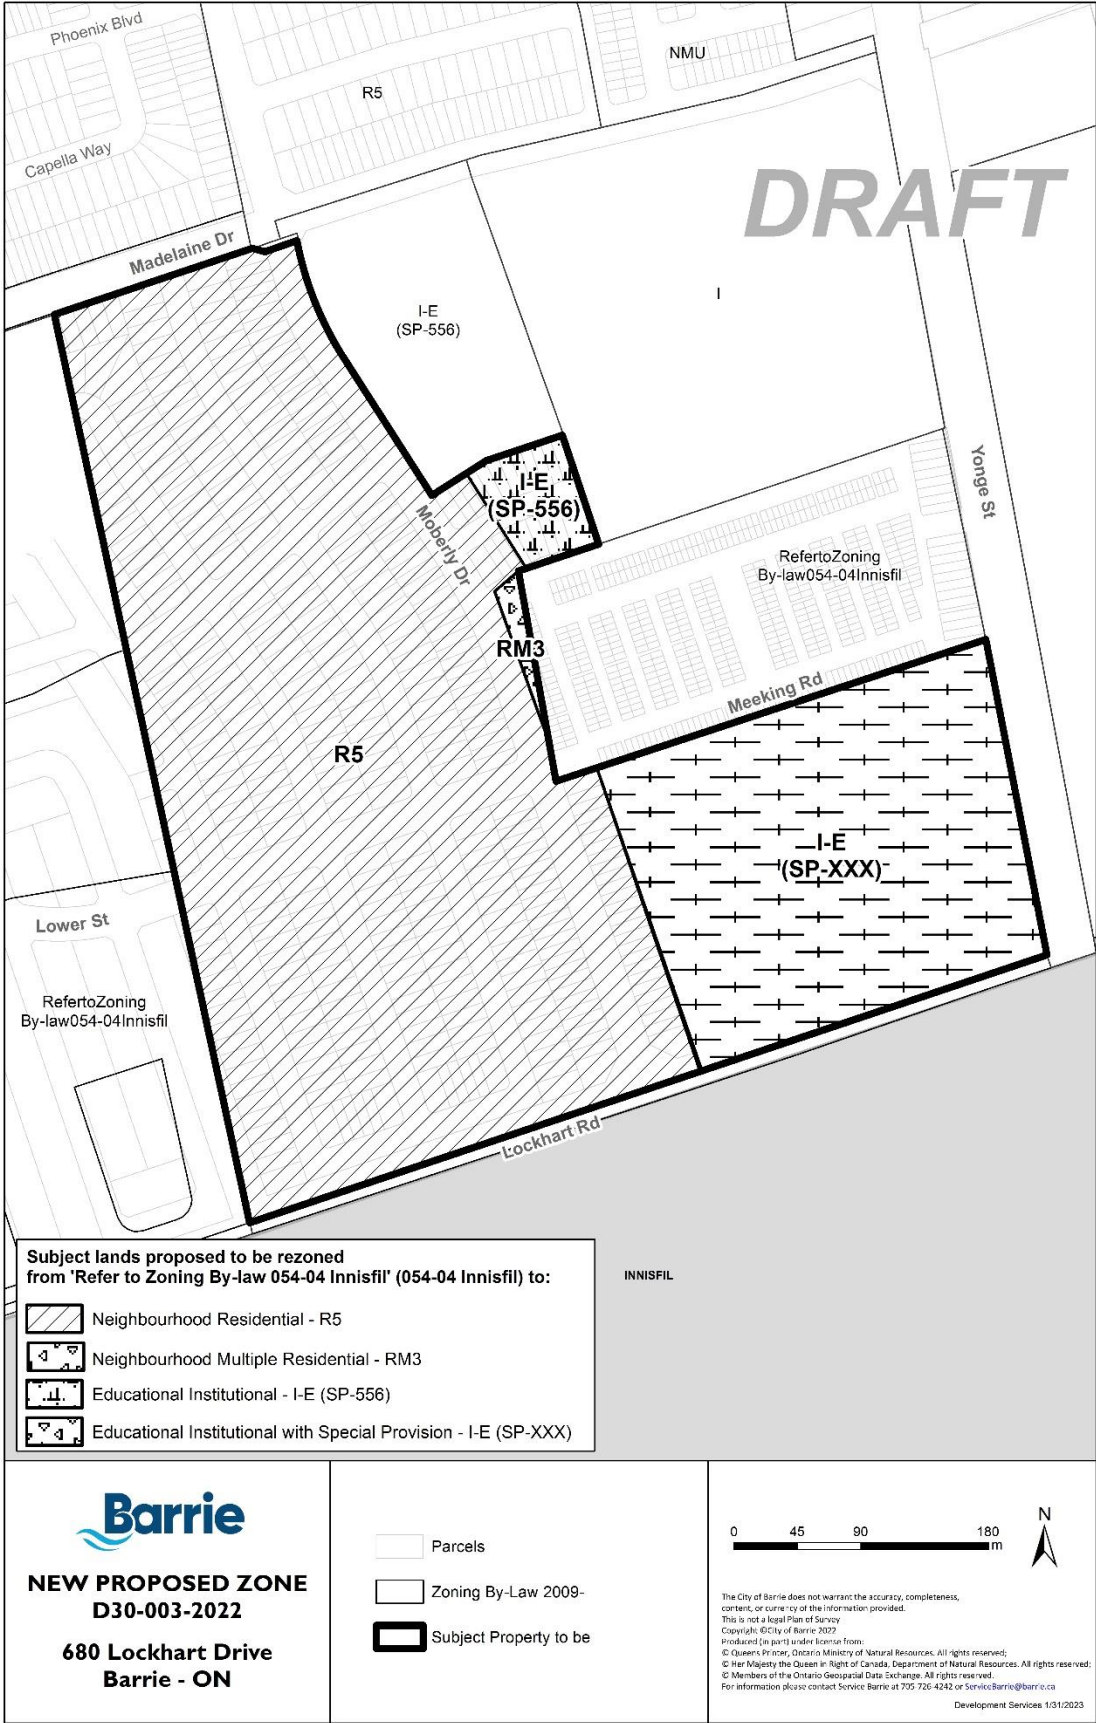 Phoenix Blvd
NMU
R5
Capella Way
DRAFT
Madelaine Dr
I-E
(SP-556)
I
Yonge St
I-E
(SP-556)
Moberly Dr
RefertoZoning
By-law054-04Innisfil
RM3
Meeking Rd
R5
I-E
(SP-XXX)
Lower St
RefertoZoning
By-law054-04Innisfil
Lockhart Rd
Subject lands proposed to be rezoned
from 'Refer to Zoning By-law 054-04 Innisfil' (054-04 Innisfil) to:
Neighbourhood Residential - R5
Neighbourhood Multiple Residential - RM3
Educational Institutional - I-E (SP-556)
Educational Institutional with Special Provision - I-E (SP-XXX)
INNISFIL
Barrie
NEW PROPOSED ZONE
D30-003-2022
680 Lockhart Drive
Barrie - ON
Parcels
Zoning By-Law 2009-
Subject Property to be
0 45 90 180
m
N
The City of Barrie does not warrant the accuracy, completeness,
content, or currency of the information provided.
This is not a legal Plan of Survey
Copyright ©City of Barrie 2022
Produced (in part) under license from:
© Queens Printer, Ontario Ministry of Natural Resources. All rights reserved;
© Her Majesty the Queen in Right of Canada, Department of Natural Resources. All rights reserved;
© Members of the Ontario Geospatial Data Exchange. All rights reserved.
For information please contact Service Barrie at 705-726-4242 or ServiceBarrie@barrie.ca
Development Services 1/31/2023